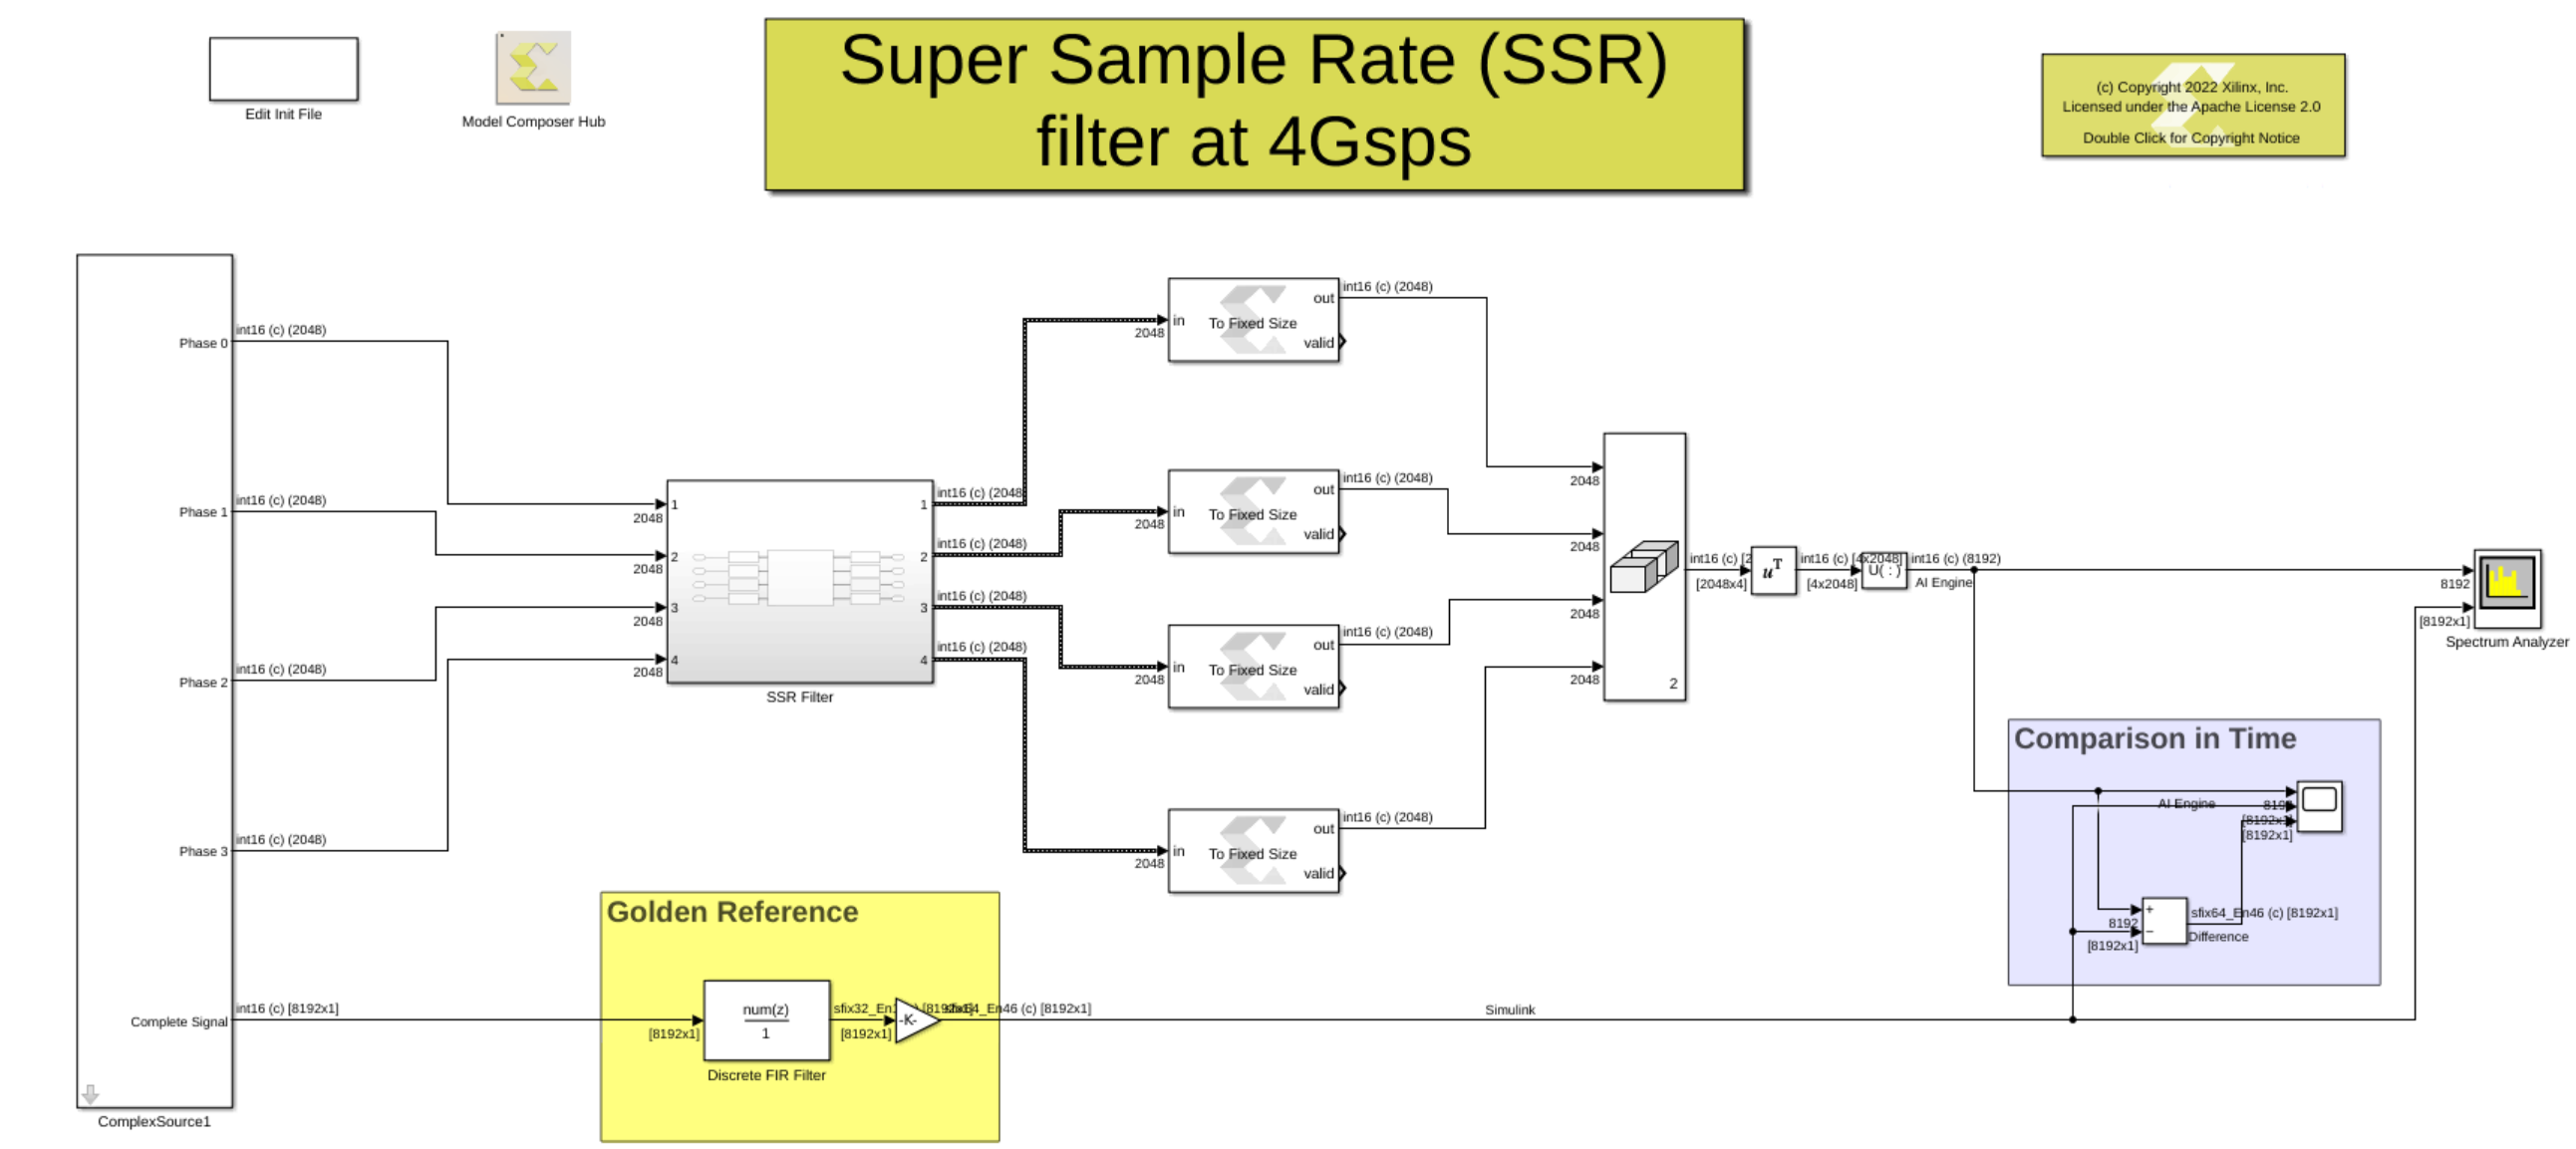 Super Sample Rate (SSR)
filter at 4Gsps
Edit Init File
Model Composer Hub
(c) Copyright 2022 Xilinx, Inc.
Licensed under the Apache License 2.0
Double Click for Copyright Notice
Phase 0
int16 (c) (2048)
Phase 1
int16 (c) (2048)
Phase 2
int16 (c) (2048)
Phase 3
int16 (c) (2048)
Complete Signal
int16 (c) [8192x1]
ComplexSource1
2048
1
2048
2
2048
3
2048
4
1
2
3
4
SSR Filter
int16 (c) (2048
int16 (c) (2048)
int16 (c) (2048)
int16 (c) (2048)
2048
in
To Fixed Size
out
valid
int16 (c) (2048)
2048
in
To Fixed Size
out
valid
int16 (c) (2048)
2048
in
To Fixed Size
out
valid
int16 (c) (2048)
2048
in
To Fixed Size
out
valid
int16 (c) (2048)
2048
2048
2048
2048
2
int16 (c) [2
[2048x4]
uT
int16 (c) [4x2048]
[4x2048]
U( : )
int16 (c) (8192)
AI Engine
8192
[8192x1]
Spectrum Analyzer
Comparison in Time
AI Engine
[8192x1]
[8192x1]
8192
[8192x1]
+
−
sfix64_En46 (c) [8192x1]
Difference
Golden Reference
[8192x1]
num(z)
1
Discrete FIR Filter
[8192x1]
-K-
En46 (c) [8192x1]
Simulink